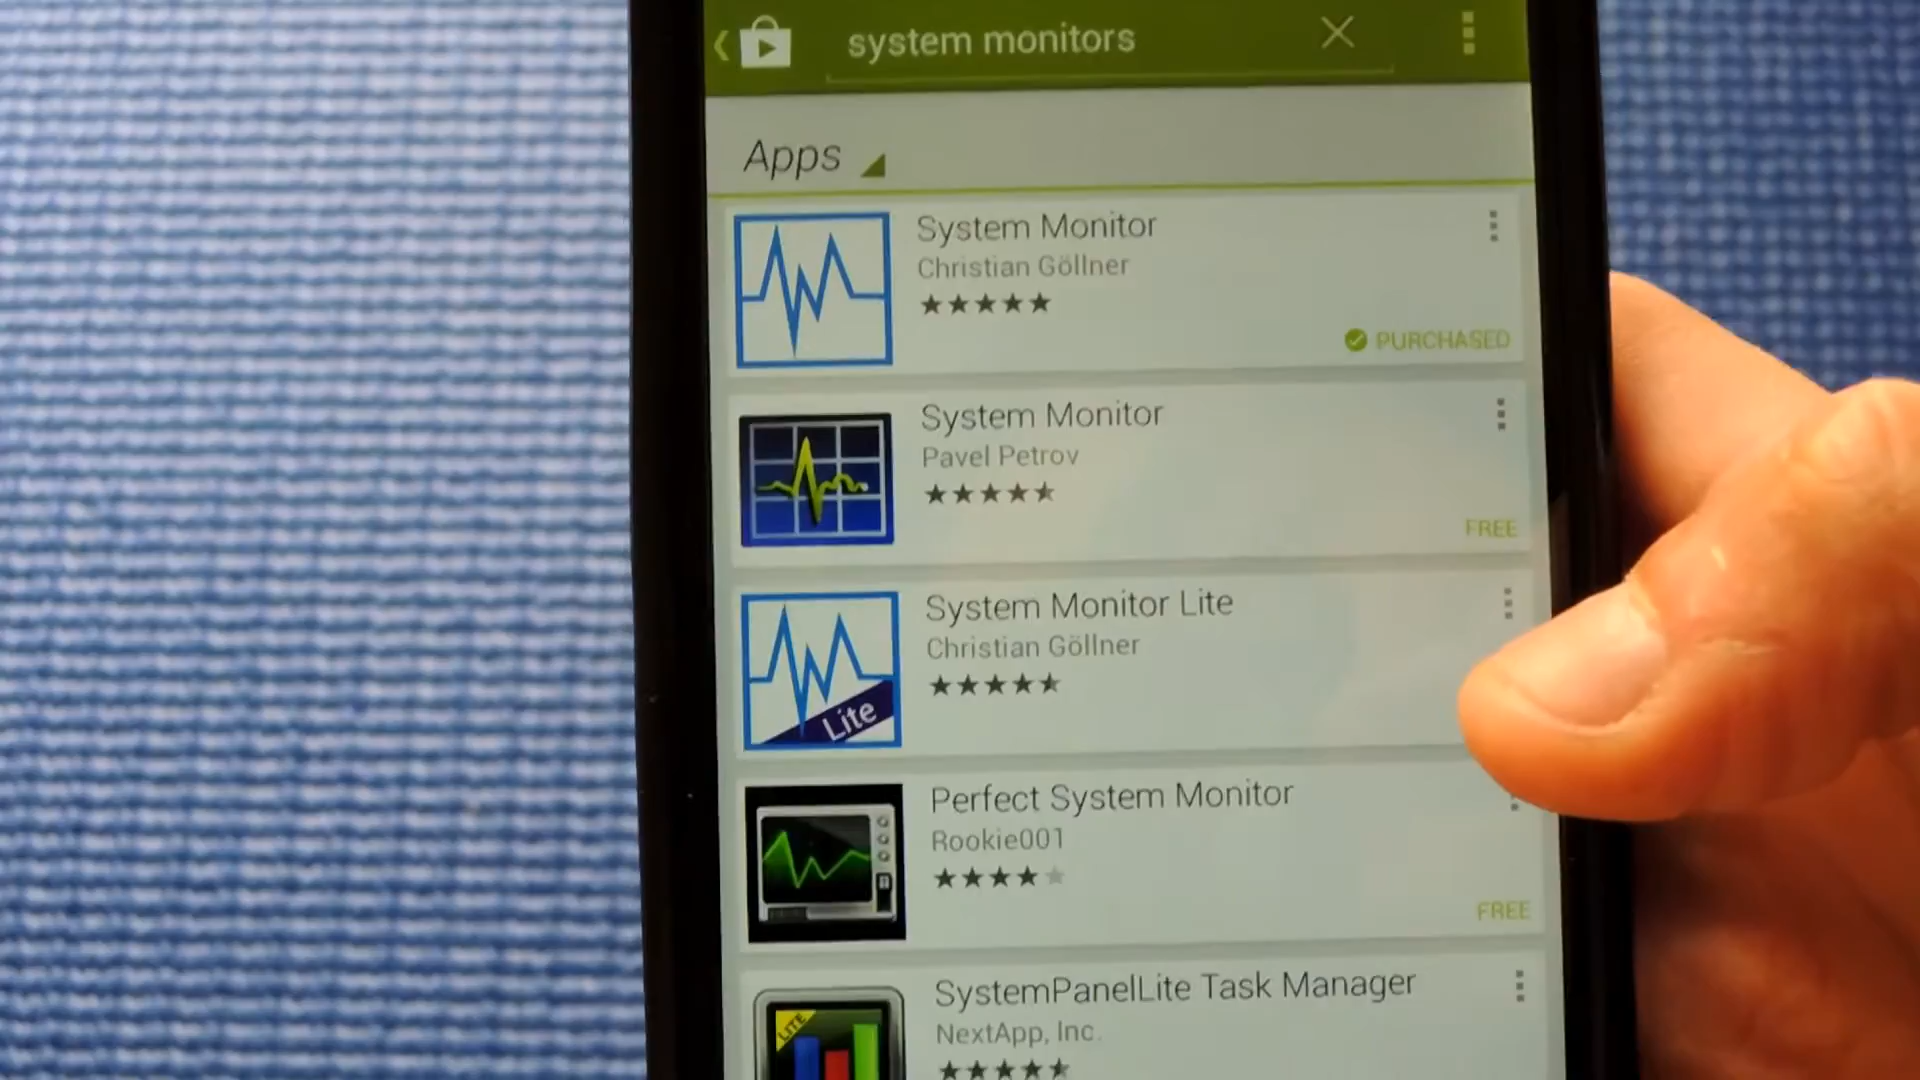 system monitors
Apps
System Monitor
Christian Göllner
PURCHASED
System Monitor
Pavel Petrov
FREE
System Monitor Lite
Christian Göllner
Lite
Perfect System Monitor
Rookie001
FREE
SystemPanelLite Task Manager
LITE
NextApp, Inc.